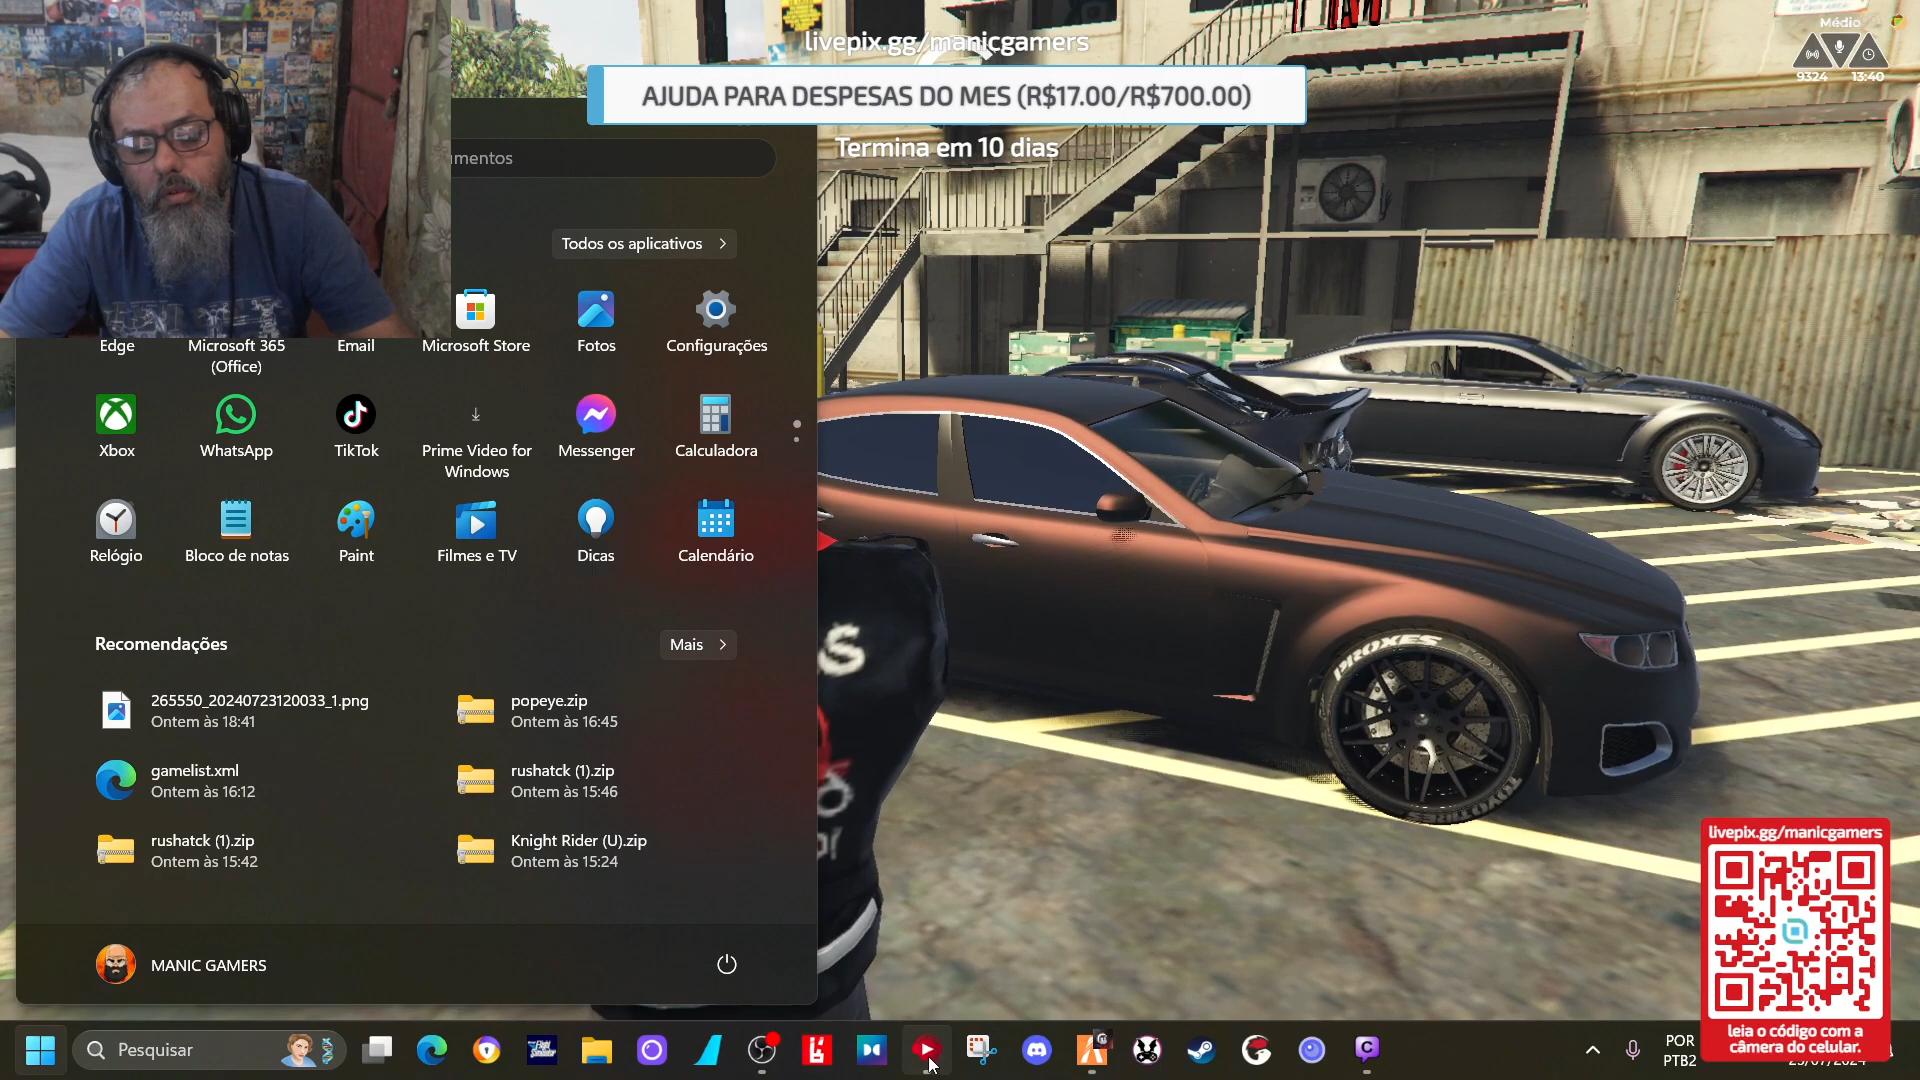 livepix.gg/manicgamers
AJUDA PARA DESPESAS DO MES (R$17.00/R$700.00)
Termina em 10 dias
Médio
9324
13:40
Todos os aplicativos
Edge
Microsoft 365
(Office)
Email
Microsoft Store
Fotos
Configurações
Xbox
WhatsApp
TikTok
Prime Video for
Windows
Messenger
Calculadora
Relógio
Bloco de notas
Paint
Filmes e TV
Dicas
Calendário
Recomendações
Mais
265550_20240723120033_1.png
Ontem às 18:41
popeye.zip
Ontem às 16:45
gamelist.xml
Ontem às 16:12
rushatck (1).zip
Ontem às 15:46
rushatck (1).zip
Ontem às 15:42
Knight Rider (U).zip
Ontem às 15:24
MANIC GAMERS
PROXES
TOYO
TOYO TIRES
livepix.gg/manicgamers
leia o código com a
câmera do celular.
Pesquisar
POR
PTB2